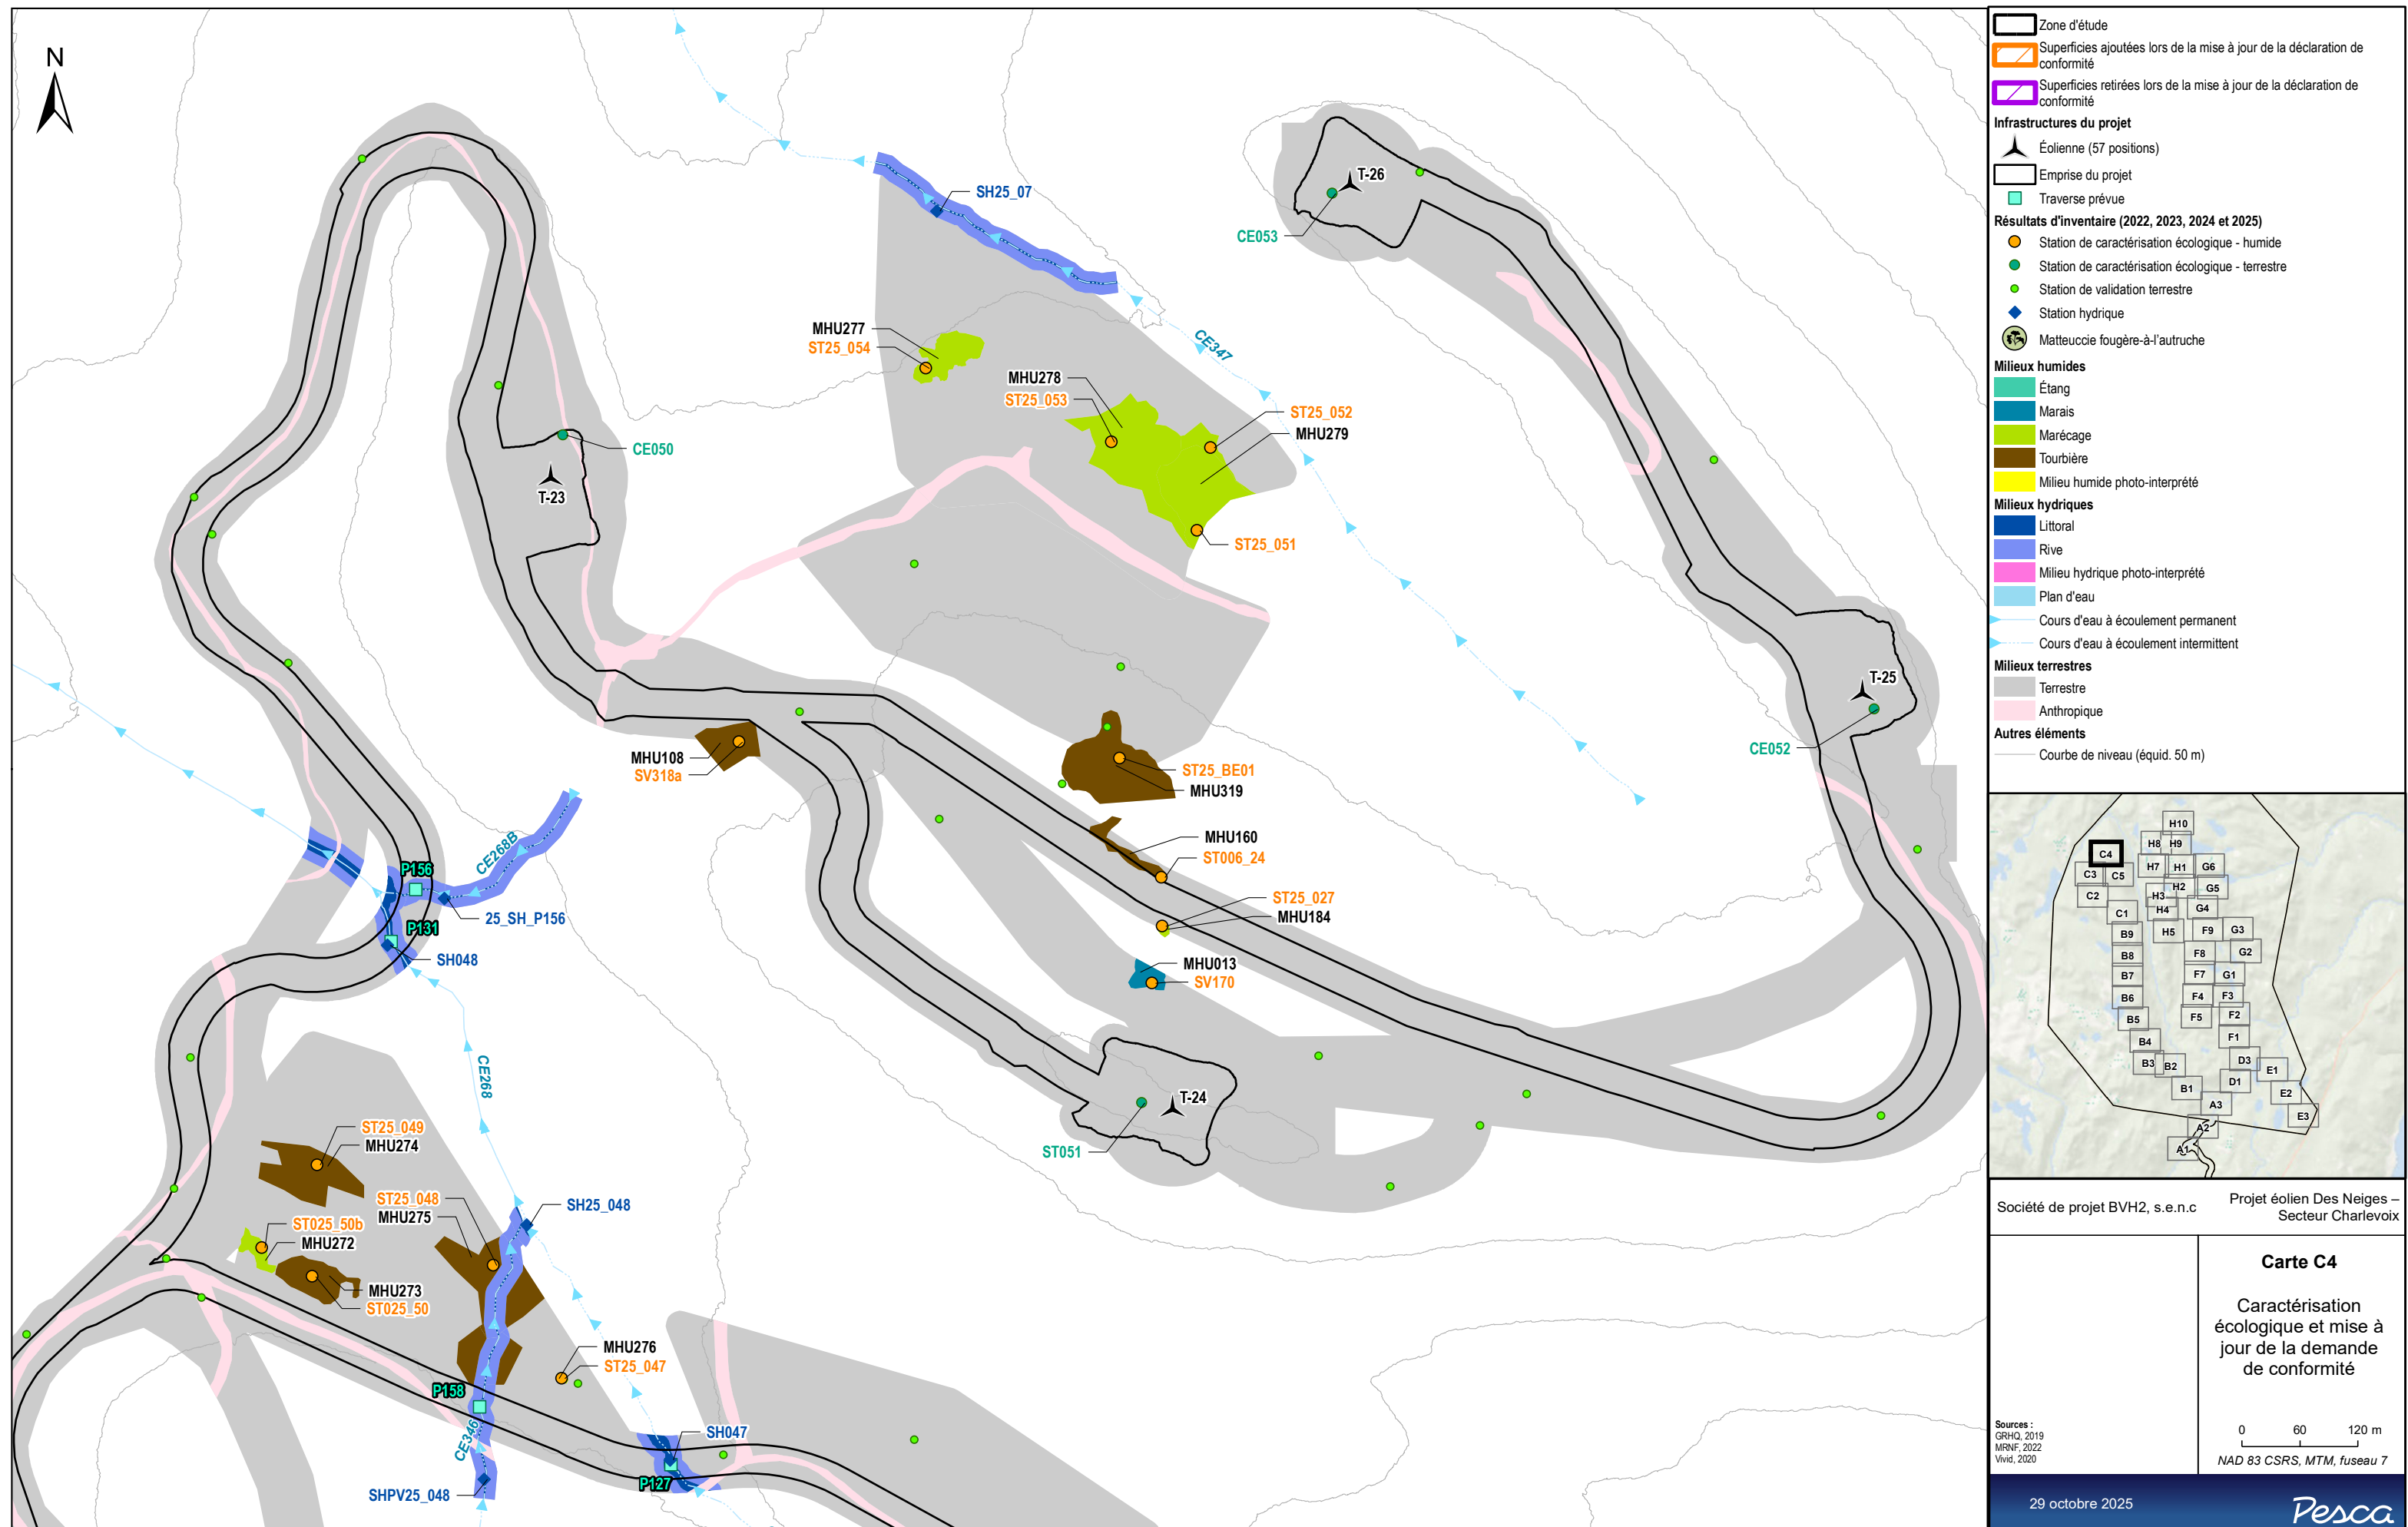 N
SH25_07
T-26
CE053
MHU277
ST25_054
CE347
MHU278
ST25_053
ST25_052
MHU279
CE050
T-23
ST25_051
T-25
CE052
MHU108
SV318a
ST25_BE01
MHU319
MHU160
ST006_24
CE268B
P156
25_SH_P156
P131
SH048
ST25_027
MHU184
MHU013
SV170
CE268
T-24
ST051
ST25_049
MHU274
ST25_048
MHU275
SH25_048
ST025_50b
MHU272
MHU273
ST025_50
MHU276
ST25_047
P158
CE346
SH047
P127
SHPV25_048
Zone d'étude
Superficies ajoutées lors de la mise à jour de la déclaration de
conformité
Superficies retirées lors de la mise à jour de la déclaration de
conformité
Infrastructures du projet
Éolienne (57 positions)
Emprise du projet
Traverse prévue
Résultats d'inventaire (2022, 2023, 2024 et 2025)
Station de caractérisation écologique - humide
Station de caractérisation écologique - terrestre
Station de validation terrestre
Station hydrique
Matteuccie fougère-à-l'autruche
Milieux humides
Étang
Marais
Marécage
Tourbière
Milieu humide photo-interprété
Milieux hydriques
Littoral
Rive
Milieu hydrique photo-interprété
Plan d'eau
Cours d'eau à écoulement permanent
Cours d'eau à écoulement intermittent
Milieux terrestres
Terrestre
Anthropique
Autres éléments
Courbe de niveau (équid. 50 m)
H10
H8 H9
C4
H7 H1 G6
C3 C5
H2 G5
C2 H3
C1 H4 G4
B9 H5 F9 G3
B8 F8 G2
B7 F7 G1
B6 F4 F3
B5 F5 F2
B4 F1
B3 B2 D3 E1
B1 D1 E2
A3 E3
A2
A1
Société de projet BVH2, s.e.n.c
Projet éolien Des Neiges –
Secteur Charlevoix
Carte C4
Caractérisation
écologique et mise à
jour de la demande
de conformité
Sources :
GRHQ, 2019
MRNF, 2022
Vivid, 2020
0 60 120 m
NAD 83 CSRS, MTM, fuseau 7
29 octobre 2025
Pesca